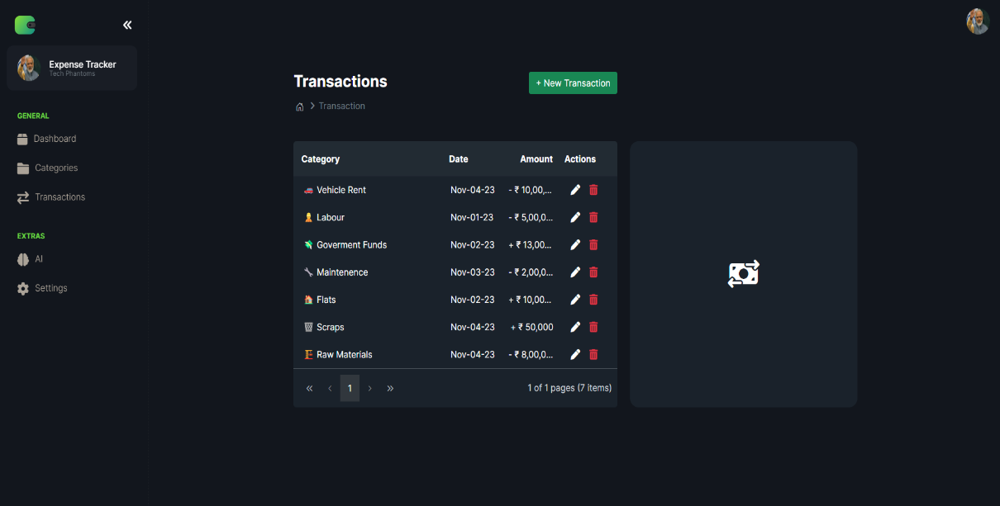 Expense Tracker
Tech Phantoms
GENERAL
Dashboard
Categories
Transactions
EXTRAS
AI
Settings
Transactions
+ New Transaction
Transaction
Category Date Amount Actions
Vehicle Rent Nov-04-23 - ₹ 10,00,...
Labour Nov-01-23 - ₹ 5,00,0...
Goverment Funds Nov-02-23 + ₹ 13,00...
Maintenence Nov-03-23 - ₹ 2,00,0...
Flats Nov-02-23 + ₹ 10,00...
Scraps Nov-04-23 + ₹ 50,000
Raw Materials Nov-04-23 - ₹ 8,00,0...
1 1 of 1 pages (7 items)